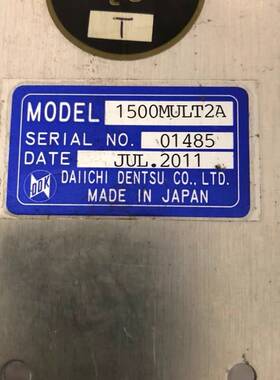 T
MODEL 1500MULT2A
SERIAL NO. 01485
DATE JUL.2011
DDK DAIICHI DENTSU CO., LTD.
MADE IN JAPAN